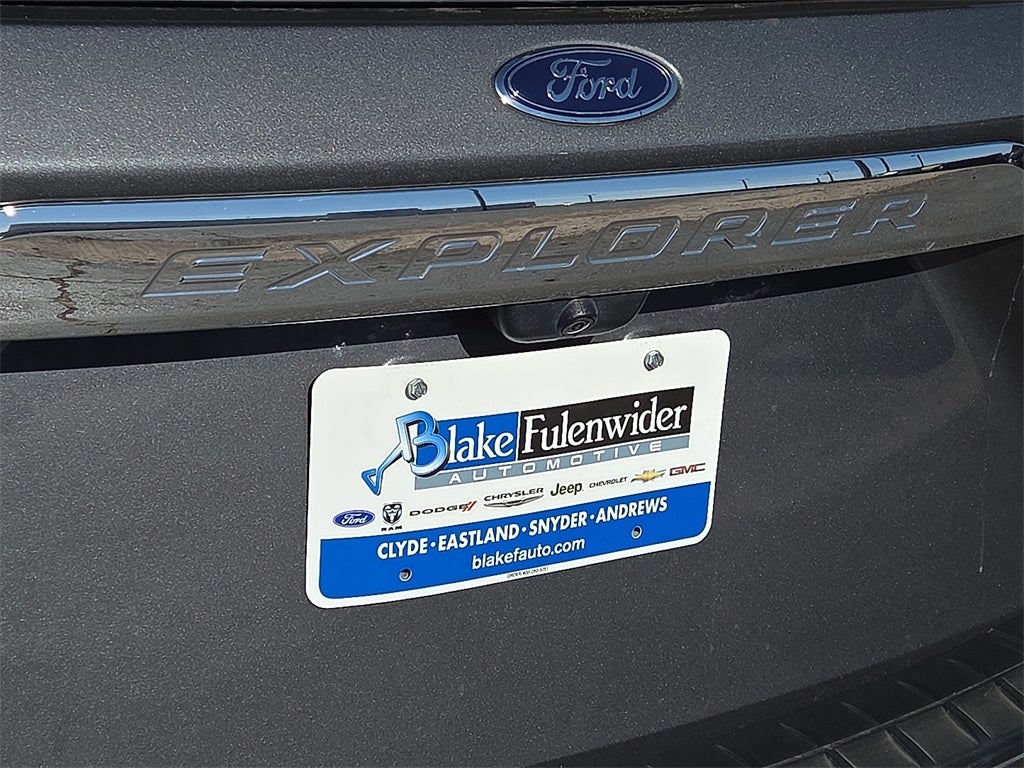 Ford
EXPLORER
Blake Fulenwider
AUTOMOTIVE
Ford RAM DODGE CHRYSLER Jeep CHEVROLET GMC
CLYDE • EASTLAND • SNYDER • ANDREWS
blakefauto.com